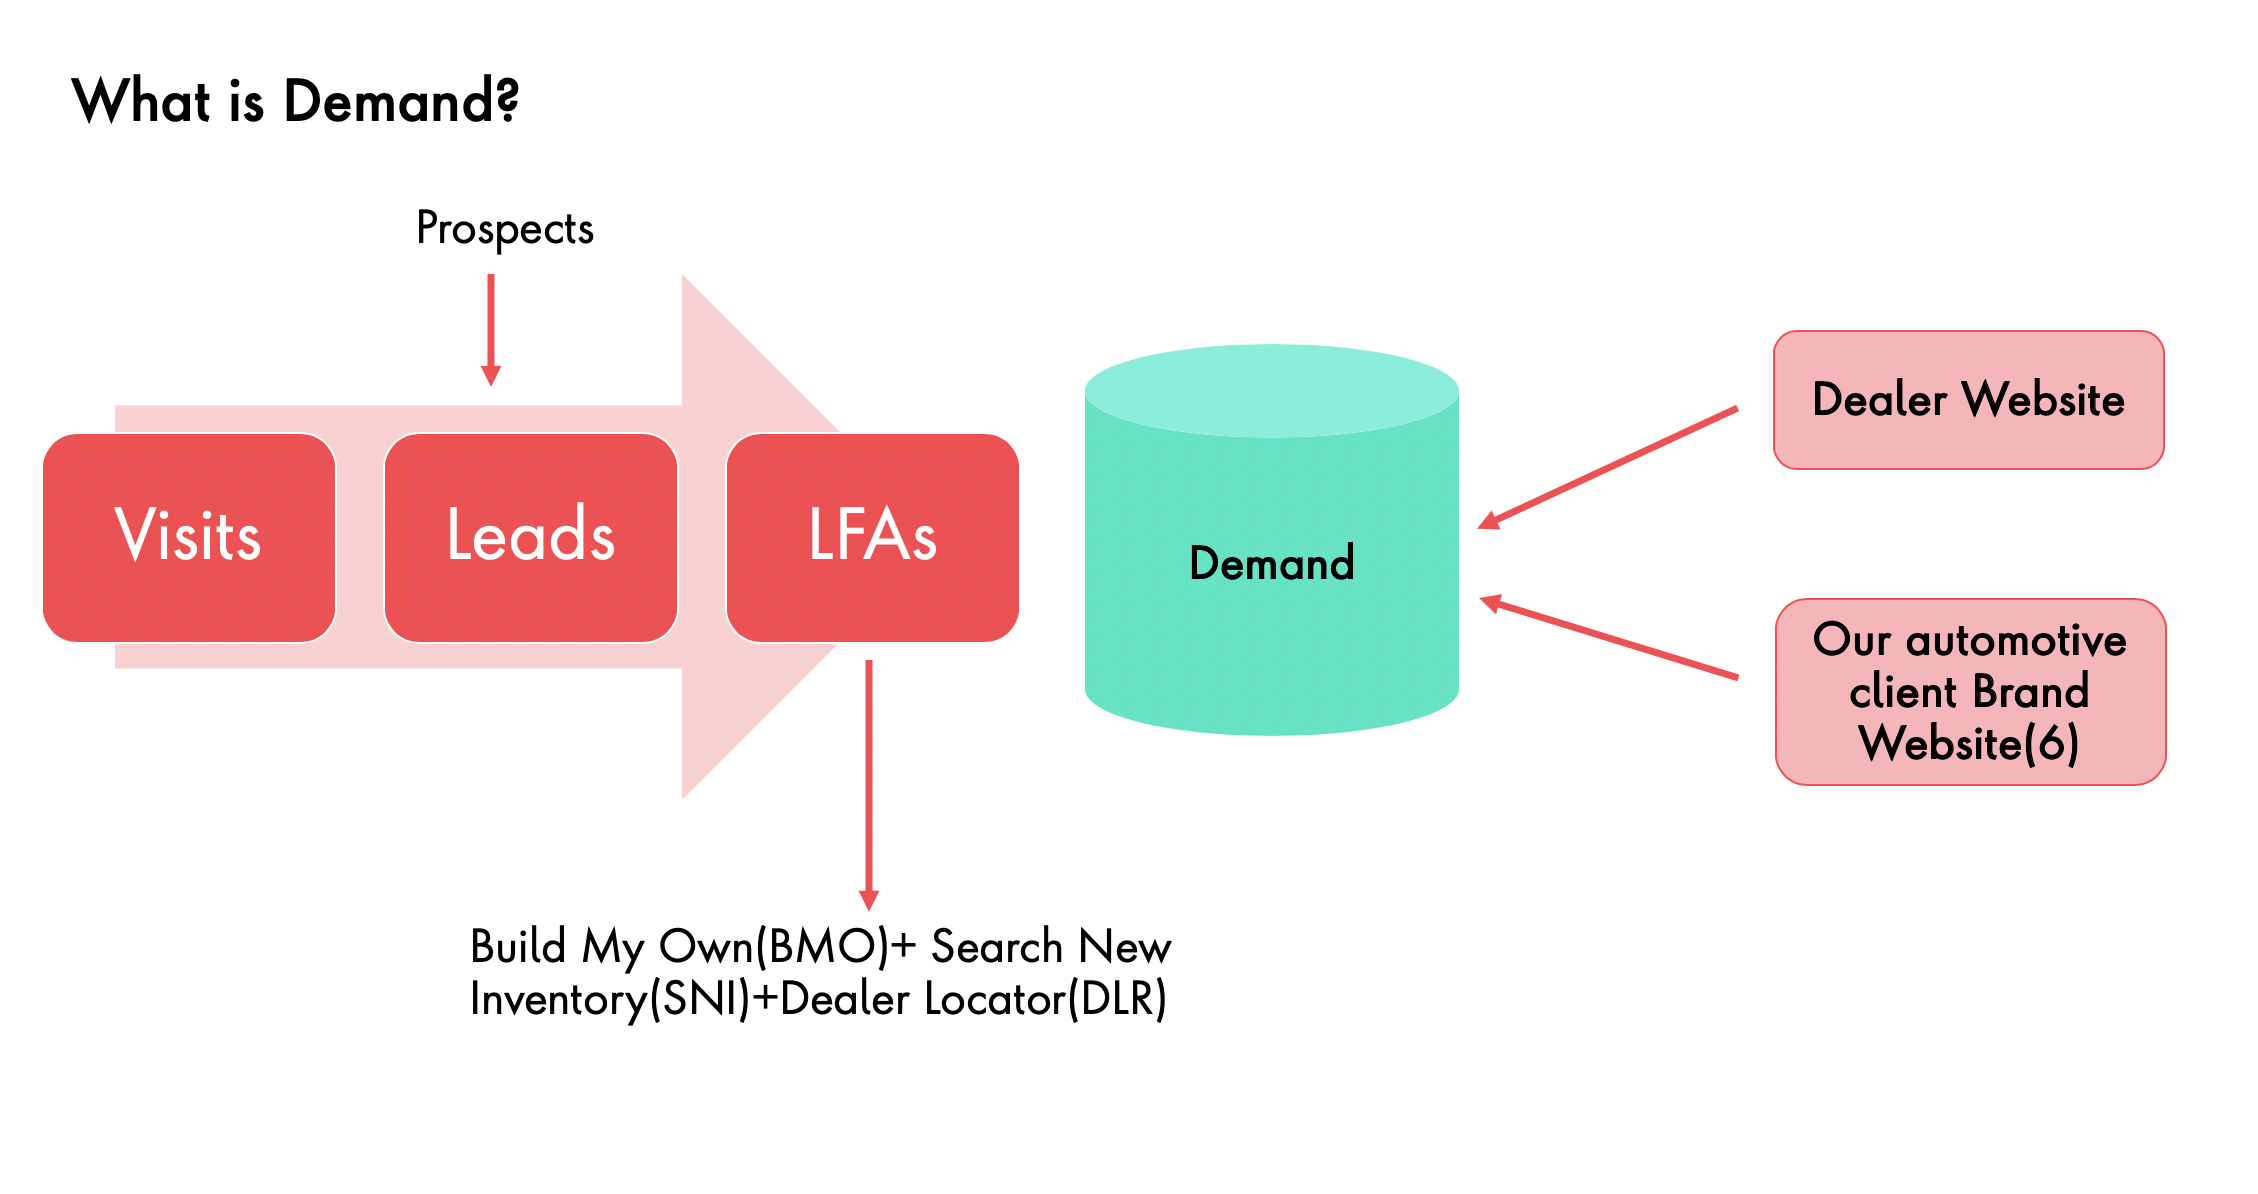 What is Demand?
Prospects
Visits
Leads
LFAs
Demand
Dealer Website
Our automotive
client Brand
Website(6)
Build My Own(BMO)+ Search New
Inventory(SNI)+Dealer Locator(DLR)